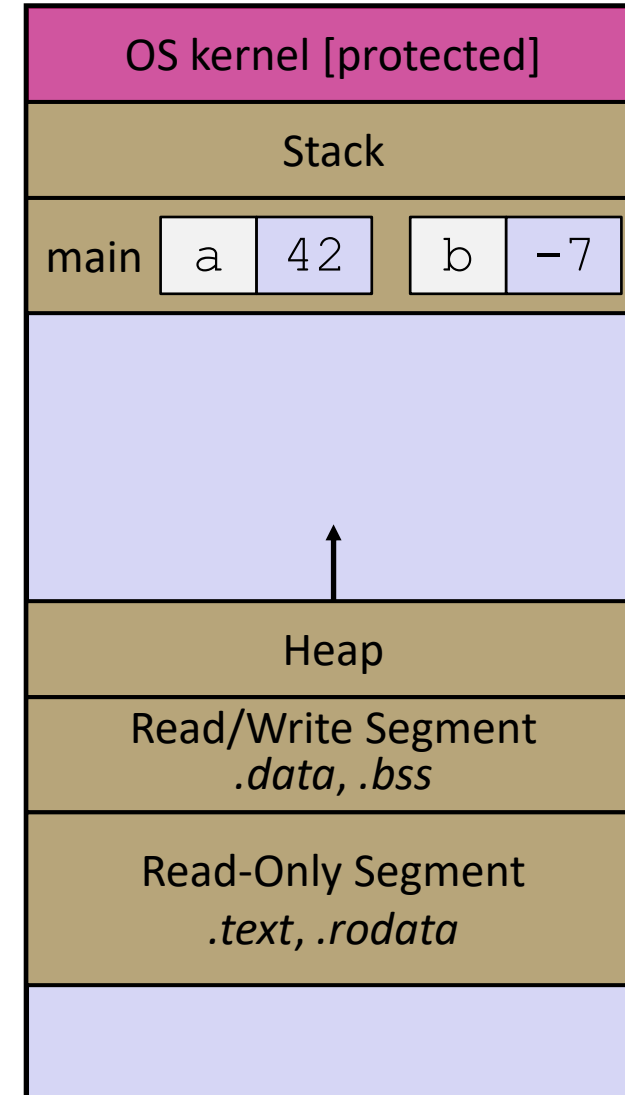 OS kernel [protected]
Stack
main a 42 b -7
Heap
Read/Write Segment
.data, .bss
Read-Only Segment
.text, .rodata